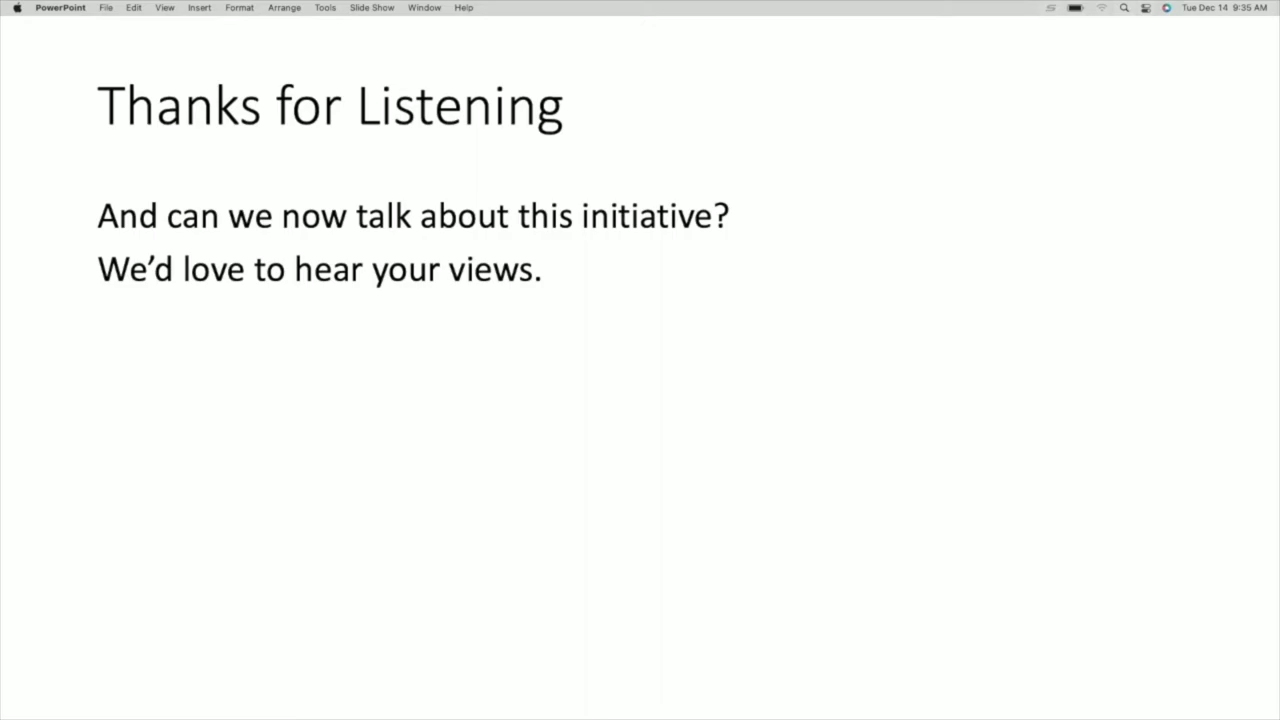 PowerPoint File Edit View Insert Format Arrange Tools Slide Show Window Help Tue Dec 14 9:35 AM
Thanks for Listening
And can we now talk about this initiative?
We’d love to hear your views.